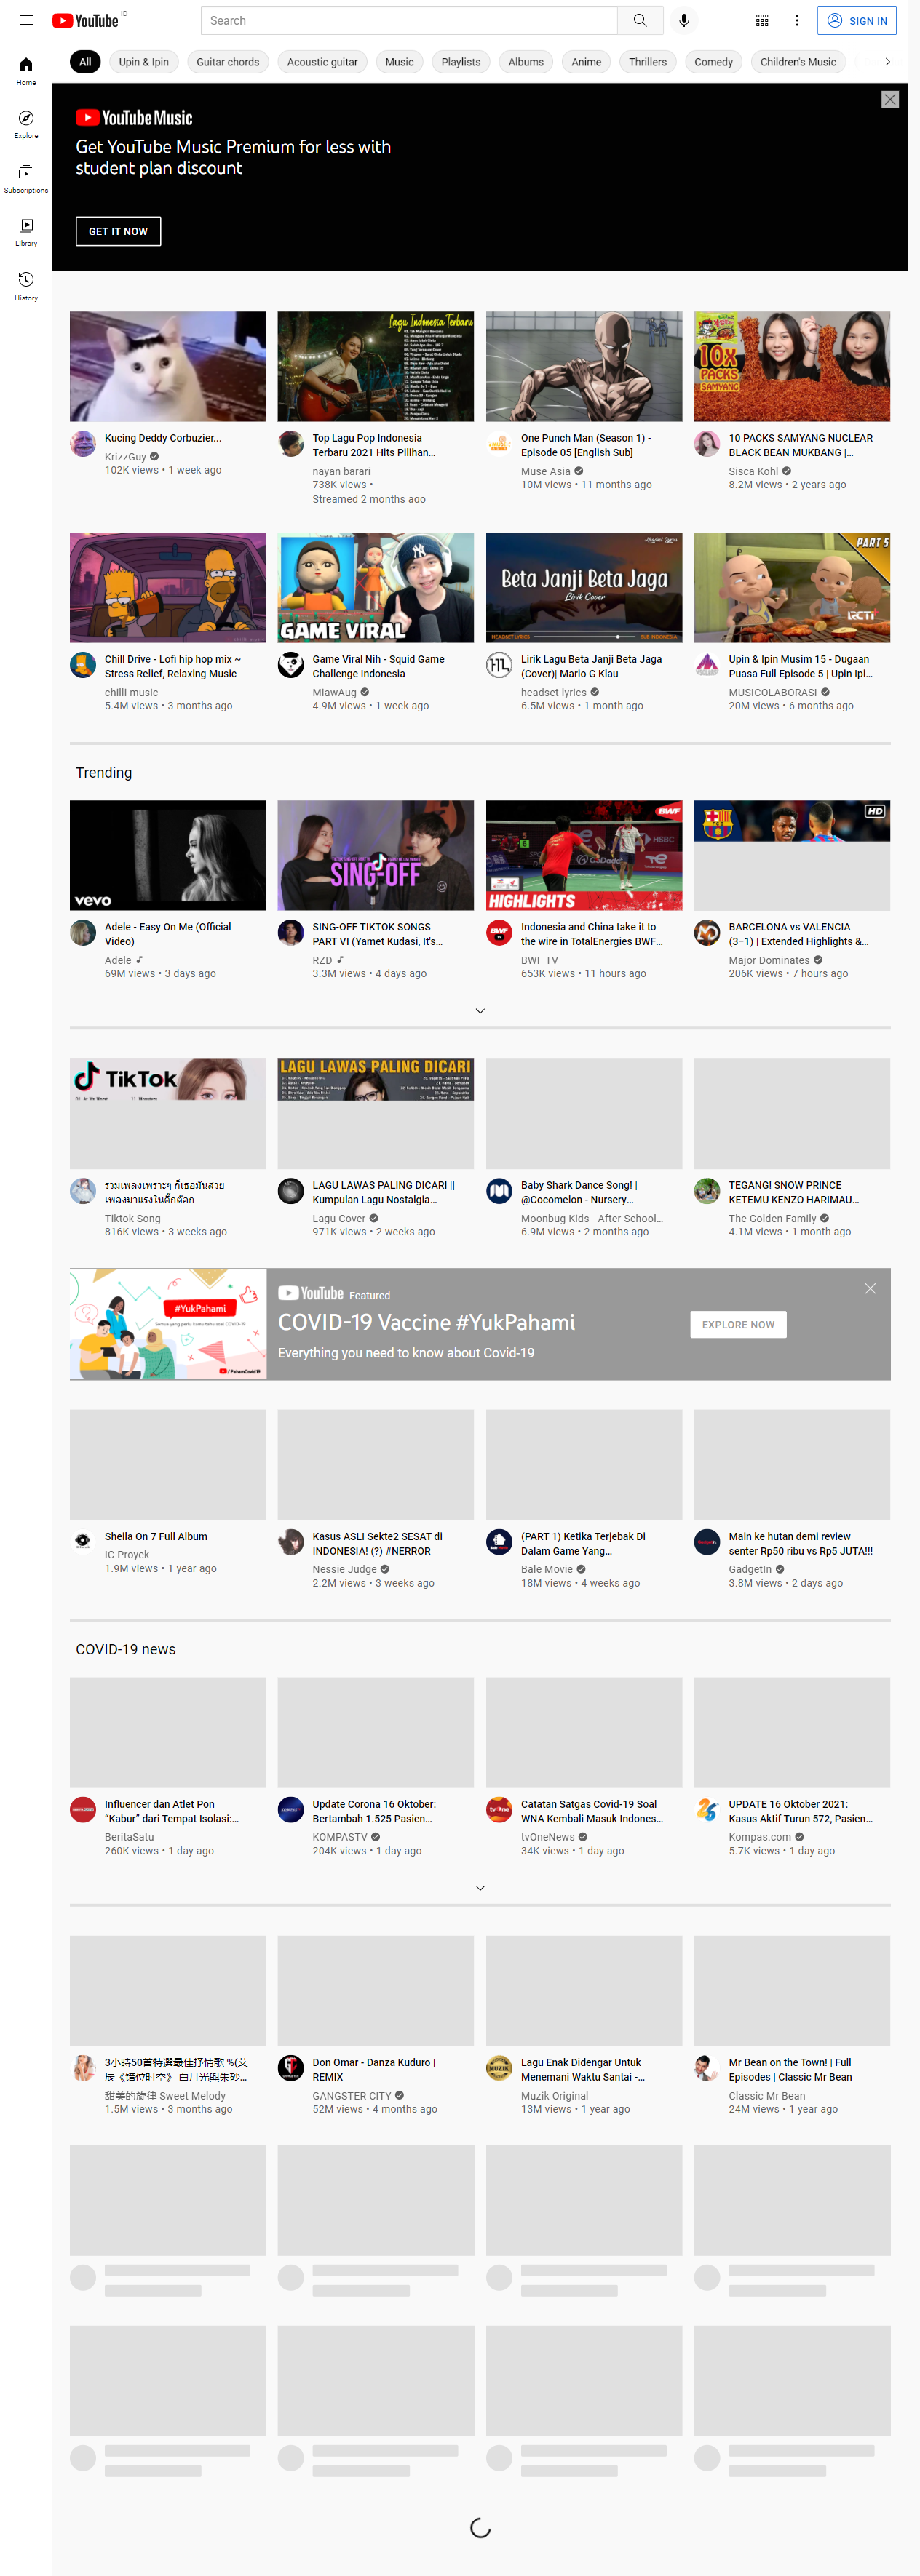 YouTube ID
Search
SIGN IN
Home
Explore
Subscriptions
Library
History
All
Upin & Ipin
Guitar chords
Acoustic guitar
Music
Playlists
Albums
Anime
Thrillers
Comedy
Children's Music
YouTube Music
Get YouTube Music Premium for less with
student plan discount
GET IT NOW
Lagu Indonesia Terbaru
10x
PACKS
SAMYANG
Kucing Deddy Corbuzier...
KrizzGuy
102K views • 1 week ago
Top Lagu Pop Indonesia
Terbaru 2021 Hits Pilihan...
nayan barari
738K views •
Streamed 2 months ago
One Punch Man (Season 1) -
Episode 05 [English Sub]
Muse Asia
10M views • 11 months ago
10 PACKS SAMYANG NUCLEAR
BLACK BEAN MUKBANG |...
Sisca Kohl
8.2M views • 2 years ago
GAME VIRAL
Beta Janji Beta Jaga
Lirik Cover
HEADSET LYRICS
SUB INDONESIA
PART 5
RCTI+
Chill Drive - Lofi hip hop mix ~
Stress Relief, Relaxing Music
chilli music
5.4M views • 3 months ago
Game Viral Nih - Squid Game
Challenge Indonesia
MiawAug
4.9M views • 1 week ago
Lirik Lagu Beta Janji Beta Jaga
(Cover)| Mario G Klau
headset lyrics
6.5M views • 1 month ago
Upin & Ipin Musim 15 - Dugaan
Puasa Full Episode 5 | Upin Ipi...
MUSICOLABORASI
20M views • 6 months ago
Trending
vevo
SING-OFF
BWF
HSBC
HIGHLIGHTS
HD
Adele - Easy On Me (Official
Video)
Adele
69M views • 3 days ago
SING-OFF TIKTOK SONGS
PART VI (Yamet Kudasi, It's...
RZD
3.3M views • 4 days ago
Indonesia and China take it to
the wire in TotalEnergies BWF...
BWF TV
653K views • 11 hours ago
BARCELONA vs VALENCIA
(3-1) | Extended Highlights &...
Major Dominates
206K views • 7 hours ago
TikTok
LAGU LAWAS PALING DICARI
รวมเพลงเพราะๆ ก็เธอมันสวย
เพลงมาแรงในติ๊กต๊อก
Tiktok Song
816K views • 3 weeks ago
LAGU LAWAS PALING DICARI ||
Kumpulan Lagu Nostalgia...
Lagu Cover
971K views • 2 weeks ago
Baby Shark Dance Song! |
@Cocomelon - Nursery...
Moonbug Kids - After School...
6.9M views • 2 months ago
TEGANG! SNOW PRINCE
KETEMU KENZO HARIMAU...
The Golden Family
4.1M views • 1 month ago
#YukPahami
YouTube Featured
COVID-19 Vaccine #YukPahami
Everything you need to know about Covid-19
EXPLORE NOW
Sheila On 7 Full Album
IC Proyek
1.9M views • 1 year ago
Kasus ASLI Sekte2 SESAT di
INDONESIA! (?) #NERROR
Nessie Judge
2.2M views • 3 weeks ago
(PART 1) Ketika Terjebak Di
Dalam Game Yang...
Bale Movie
18M views • 4 weeks ago
Main ke hutan demi review
senter Rp50 ribu vs Rp5 JUTA!!!
GadgetIn
3.8M views • 2 days ago
COVID-19 news
Influencer dan Atlet Pon
“Kabur” dari Tempat Isolasi:...
BeritaSatu
260K views • 1 day ago
Update Corona 16 Oktober:
Bertambah 1.525 Pasien...
KOMPASTV
204K views • 1 day ago
Catatan Satgas Covid-19 Soal
WNA Kembali Masuk Indones...
tvOneNews
34K views • 1 day ago
UPDATE 16 Oktober 2021:
Kasus Aktif Turun 572, Pasien...
Kompas.com
5.7K views • 1 day ago
3小時50首特選最佳抒情歌 %(艾
辰《错位时空》 白月光與朱砂...
甜美的旋律 Sweet Melody
1.5M views • 3 months ago
Don Omar - Danza Kuduro |
REMIX
GANGSTER CITY
52M views • 4 months ago
Lagu Enak Didengar Untuk
Menemani Waktu Santai -...
Muzik Original
13M views • 1 year ago
Mr Bean on the Town! | Full
Episodes | Classic Mr Bean
Classic Mr Bean
24M views • 1 year ago